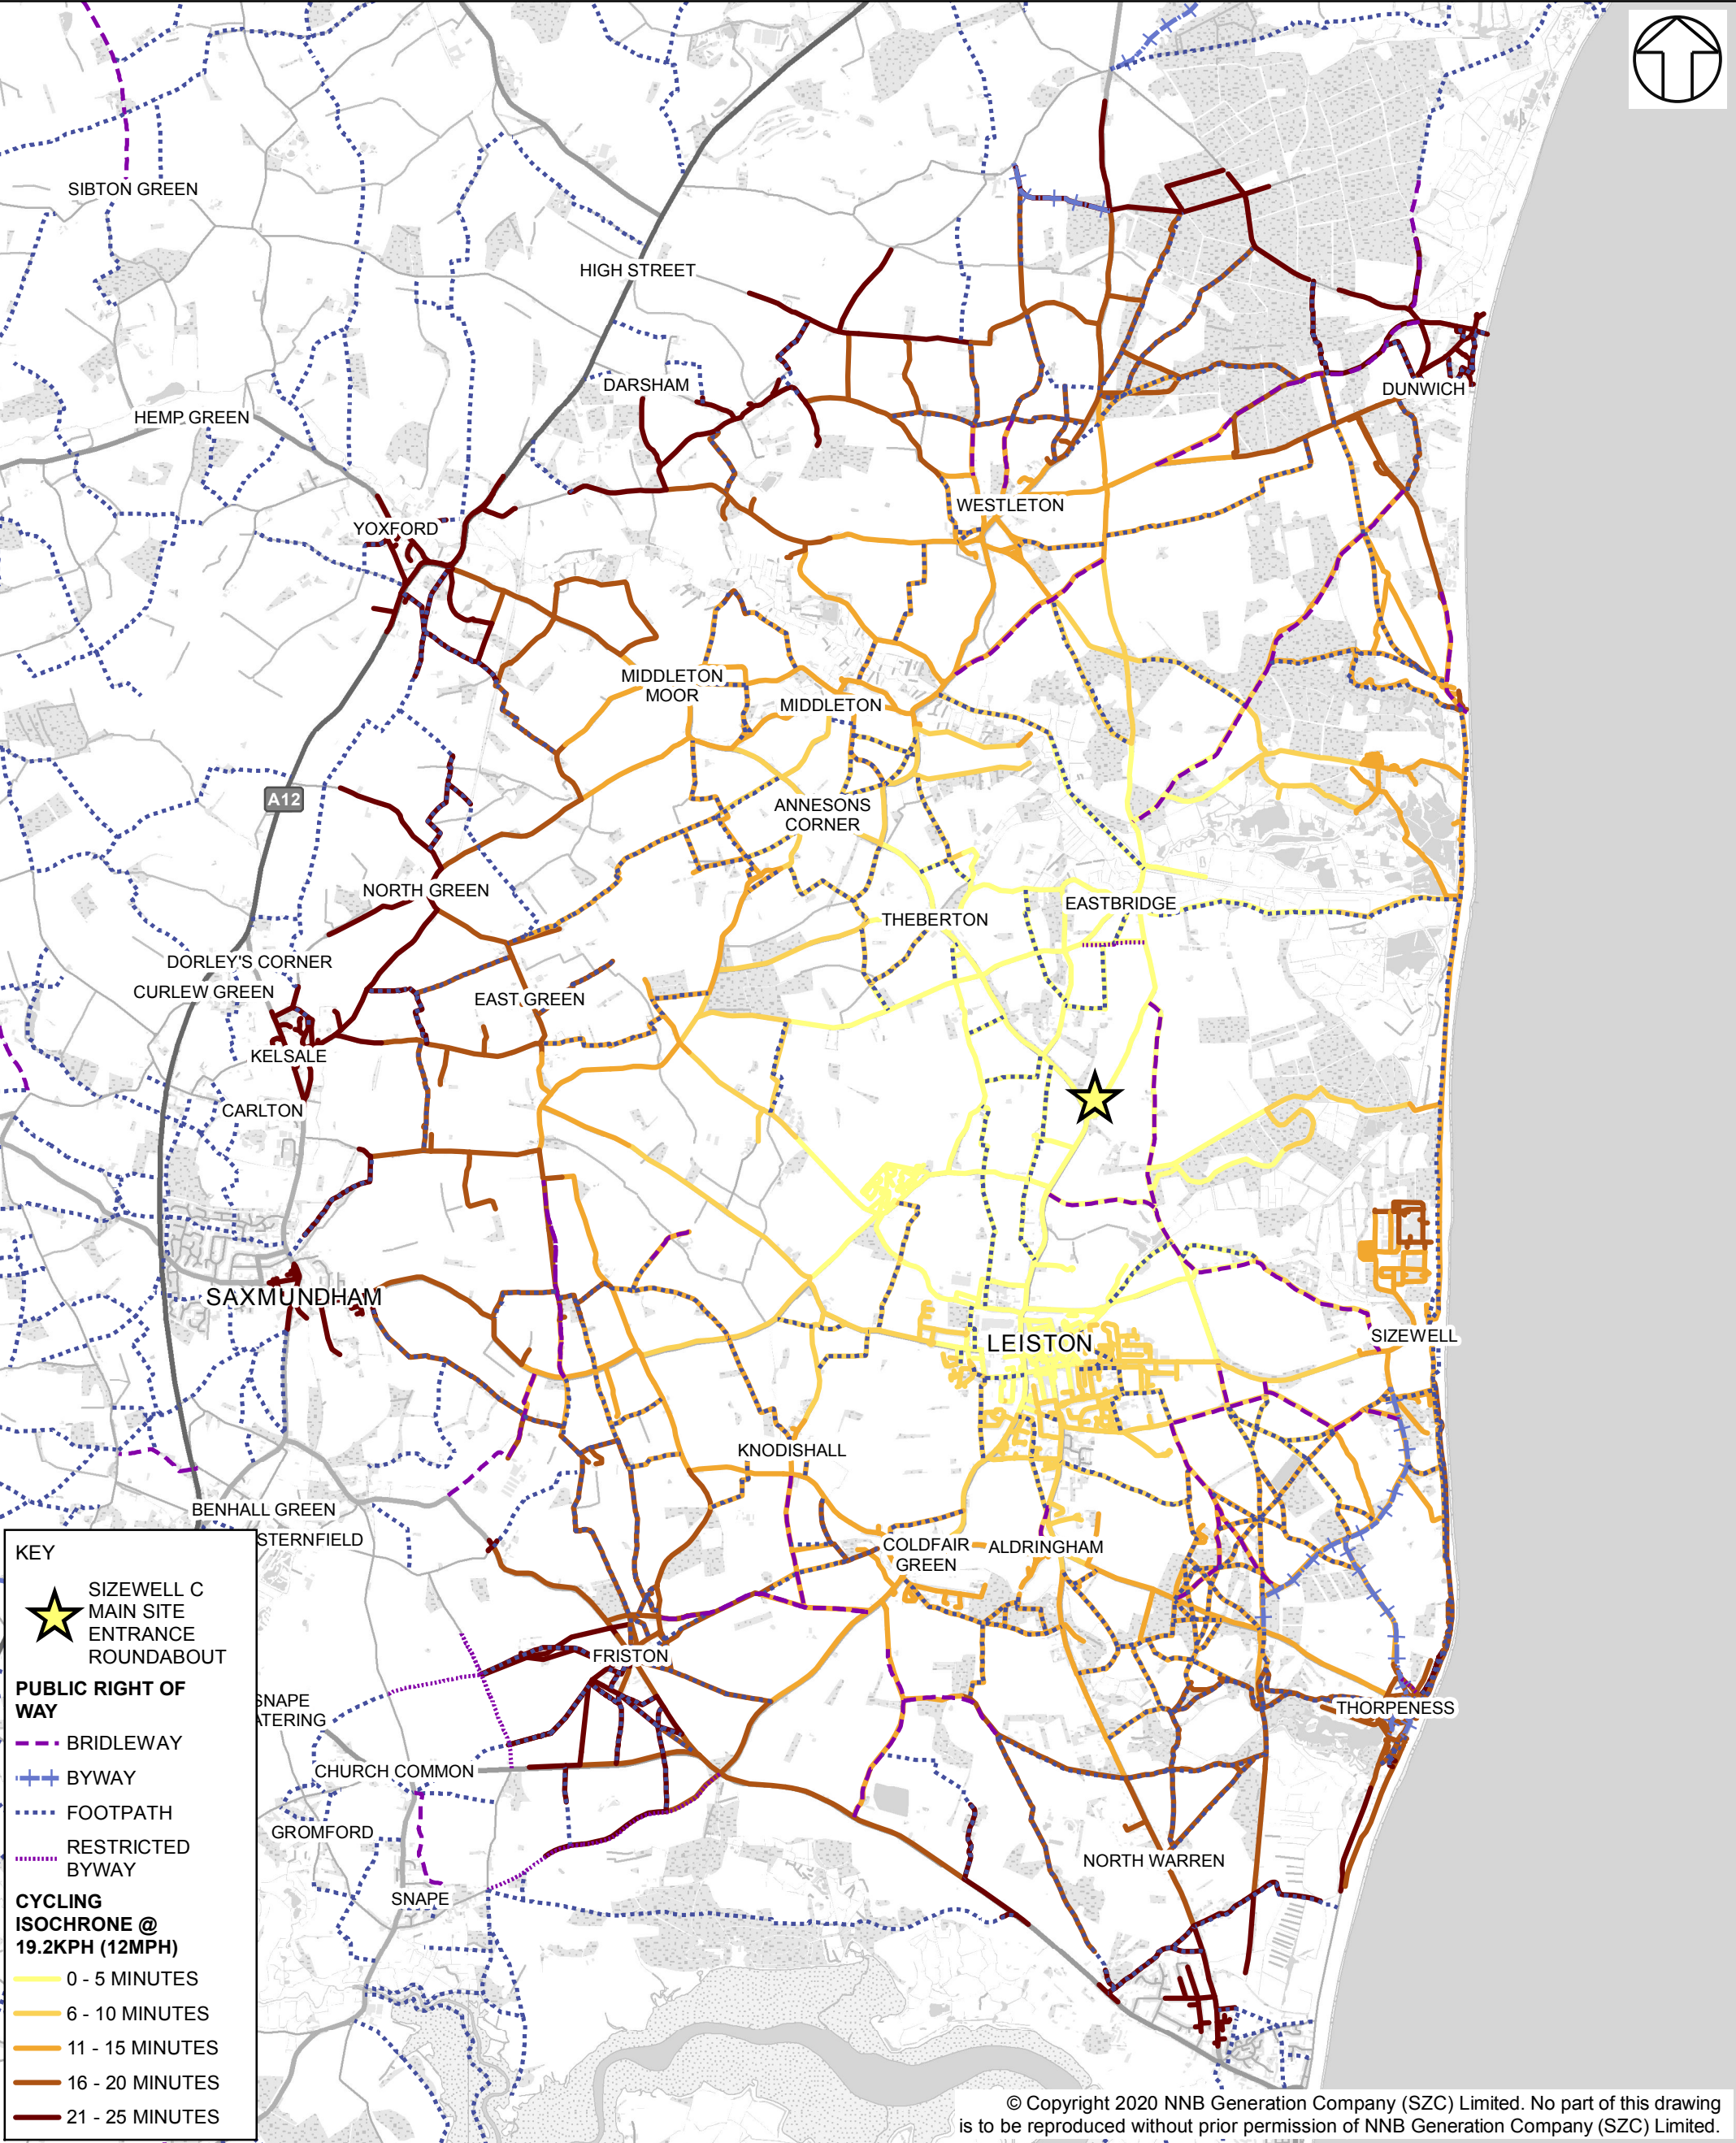 SIBTON GREEN
HIGH STREET
DARSHAM
DUNWICH
HEMP GREEN
WESTLETON
YOXFORD
MIDDLETON
MOOR
MIDDLETON
A12
ANNESONS
CORNER
NORTH GREEN
EASTBRIDGE
THEBERTON
DORLEY'S CORNER
CURLEW GREEN
EAST GREEN
KELSALE
CARLTON
SAXMUNDHAM
SIZEWELL
LEISTON
KNODISHALL
BENHALL GREEN
STERNFIELD
COLDFAIR
GREEN
ALDRINGHAM
FRISTON
SNAPE
ATERING
THORPENESS
CHURCH COMMON
GROMFORD
NORTH WARREN
SNAPE
KEY
SIZEWELL C
MAIN SITE
ENTRANCE
ROUNDABOUT
PUBLIC RIGHT OF
WAY
BRIDLEWAY
BYWAY
FOOTPATH
RESTRICTED
BYWAY
CYCLING
ISOCHRONE @
19.2KPH (12MPH)
0 - 5 MINUTES
6 - 10 MINUTES
11 - 15 MINUTES
16 - 20 MINUTES
21 - 25 MINUTES
© Copyright 2020 NNB Generation Company (SZC) Limited. No part of this drawing
is to be reproduced without prior permission of NNB Generation Company (SZC) Limited.